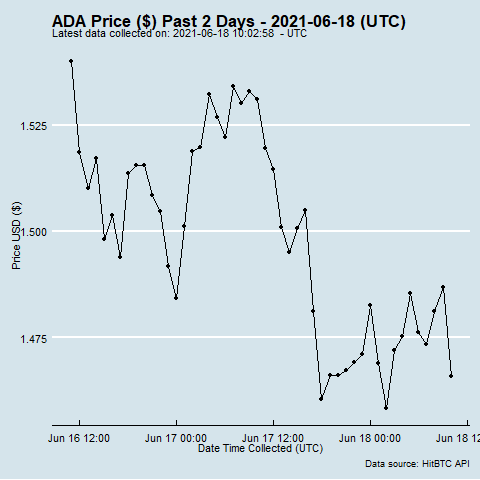 ADA Price ($) Past 2 Days - 2021-06-18 (UTC)
Latest data collected on: 2021-06-18 10:02:58 - UTC
1.525
1.500
1.475
Price USD ($)
Jun 16 12:00 Jun 17 00:00 Jun 17 12:00 Jun 18 00:00 Jun 18 12
Date Time Collected (UTC)
Data source: HitBTC API